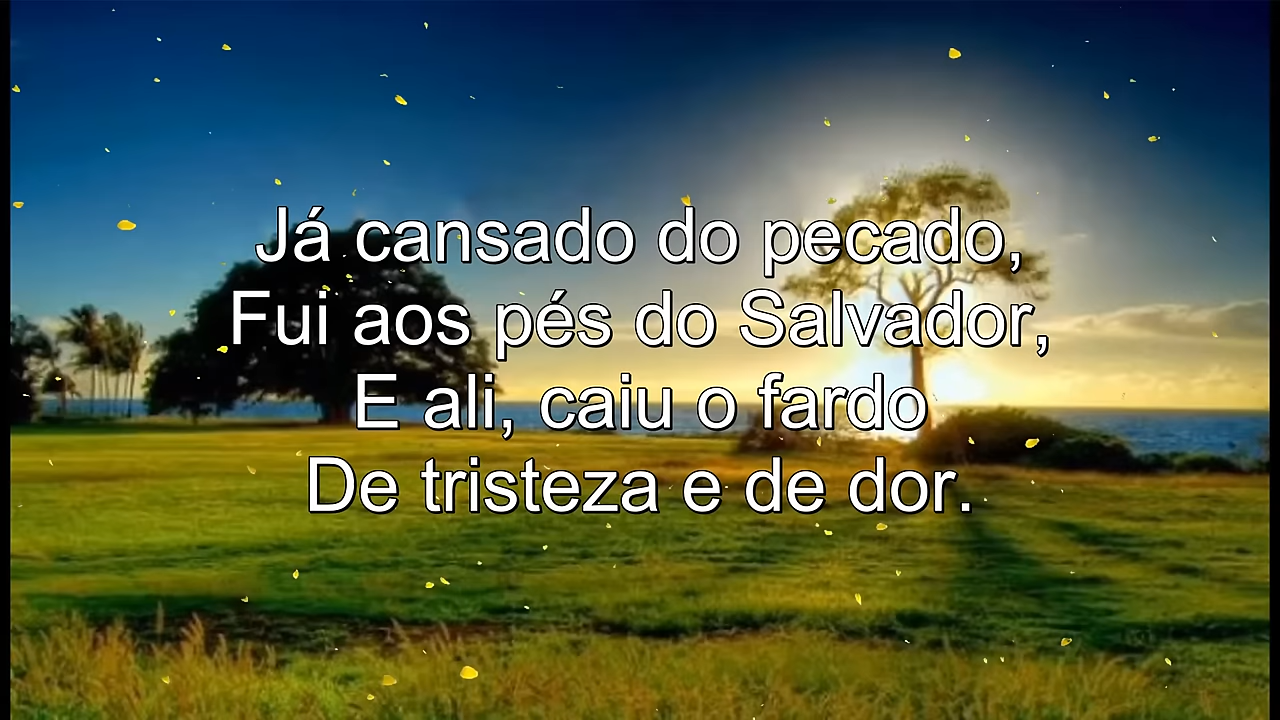 Já cansado do pecado,
Fui aos pés do Salvador,
E ali, caiu o fardo
De tristeza e de dor.